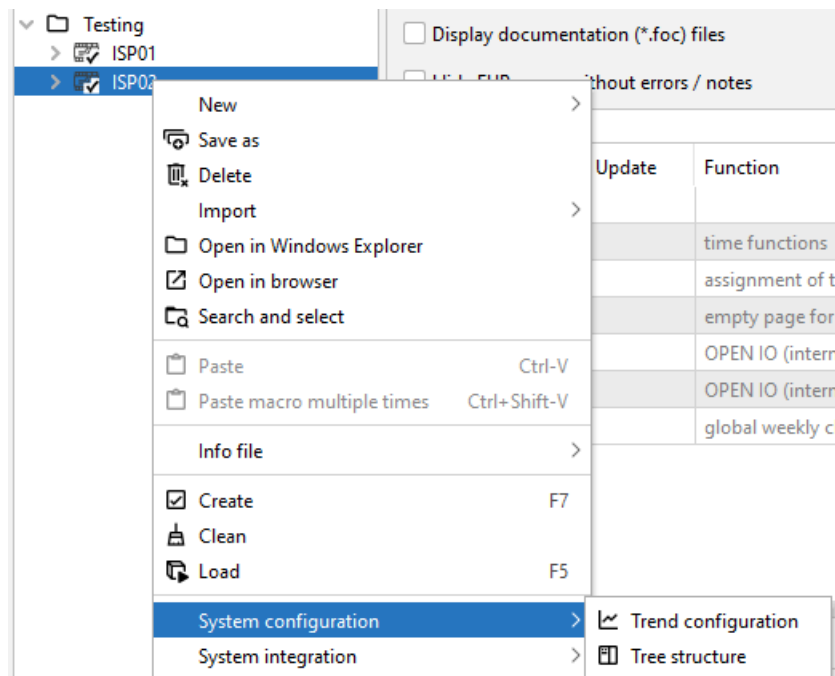 Testing
ISP01
ISP02
Display documentation (*.foc) files
without errors / notes
New
Save as
Delete
Import
Open in Windows Explorer
Open in browser
Search and select
Paste Ctrl-V
Paste macro multiple times Ctrl+Shift-V
Info file
Create F7
Clean
Load F5
System configuration
System integration
Update Function
time functions
assignment of t
empty page for
OPEN IO (intern
OPEN IO (intern
global weekly c
Trend configuration
Tree structure